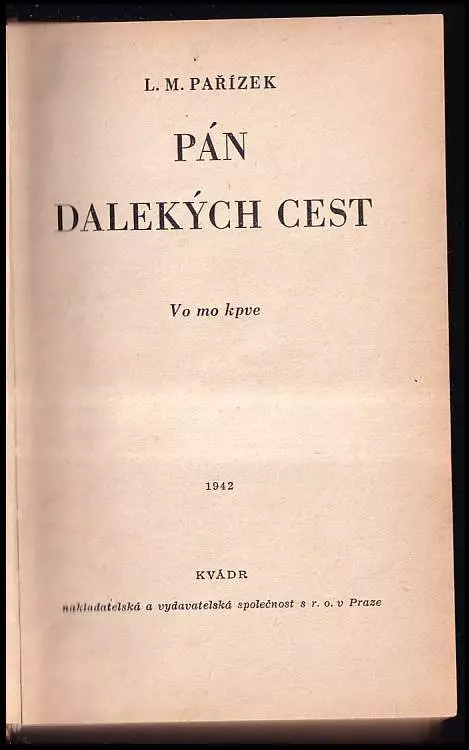 L. M. PAŘÍZEK
PÁN
DALEKÝCH CEST
Vo mo kpve
1942
KVÁDR
nakladatelská a vydavatelská společnost s r. o. v Praze